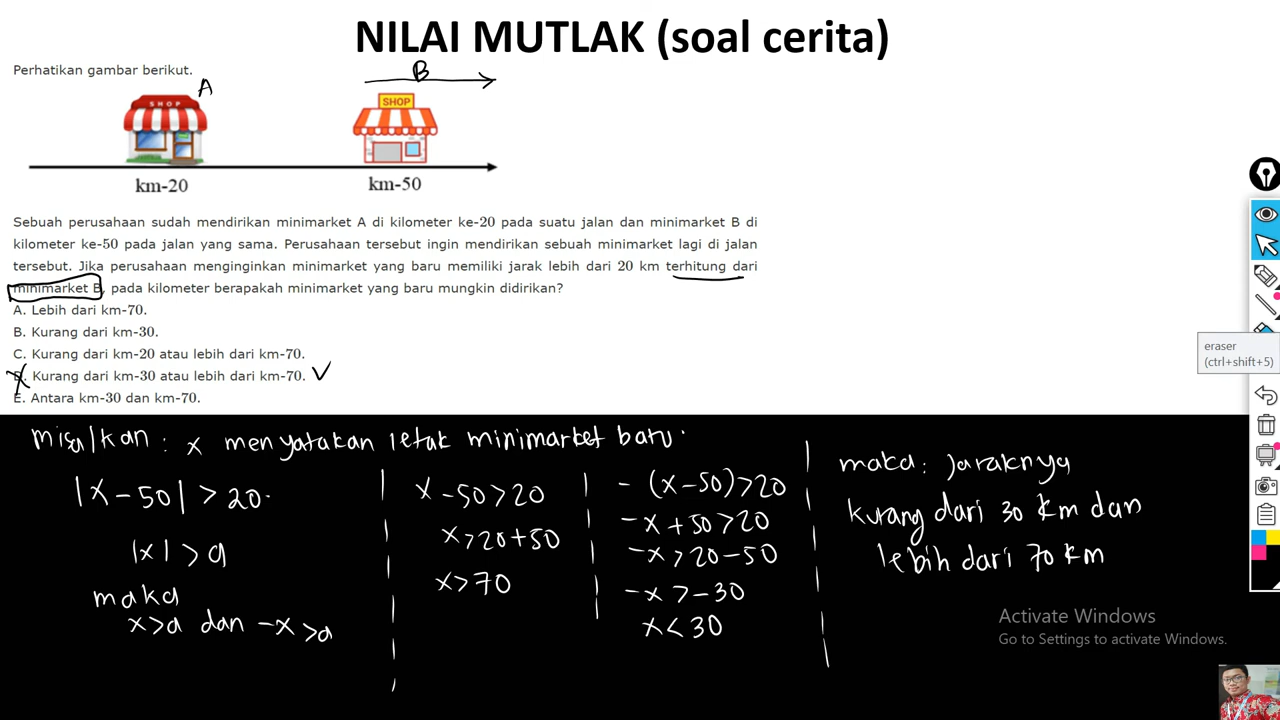 NILAI MUTLAK (soal cerita)
Perhatikan gambar berikut.
A
B
SHOP
SHOP
km-20
km-50
Sebuah perusahaan sudah mendirikan minimarket A di kilometer ke-20 pada suatu jalan dan minimarket B di
kilometer ke-50 pada jalan yang sama. Perusahaan tersebut ingin mendirikan sebuah minimarket lagi di jalan
tersebut. Jika perusahaan menginginkan minimarket yang baru memiliki jarak lebih dari 20 km terhitung dari
minimarket B, pada kilometer berapakah minimarket yang baru mungkin didirikan?
A. Lebih dari km-70.
B. Kurang dari km-30.
C. Kurang dari km-20 atau lebih dari km-70.
D. Kurang dari km-30 atau lebih dari km-70.
E. Antara km-30 dan km-70.
eraser
(ctrl+shift+5)
misalkan : x menyatakan letak minimarket baru.
|x - 50| > 20.
|x| > a
maka
x>a dan -x >a
x -50>20
x>20+50
x>70
- (x-50)>20
-x +50>20
-x>20-50
-x >-30
x< 30
maka: jaraknya
kurang dari 30 km dan
lebih dari 70 km
Activate Windows
Go to Settings to activate Windows.